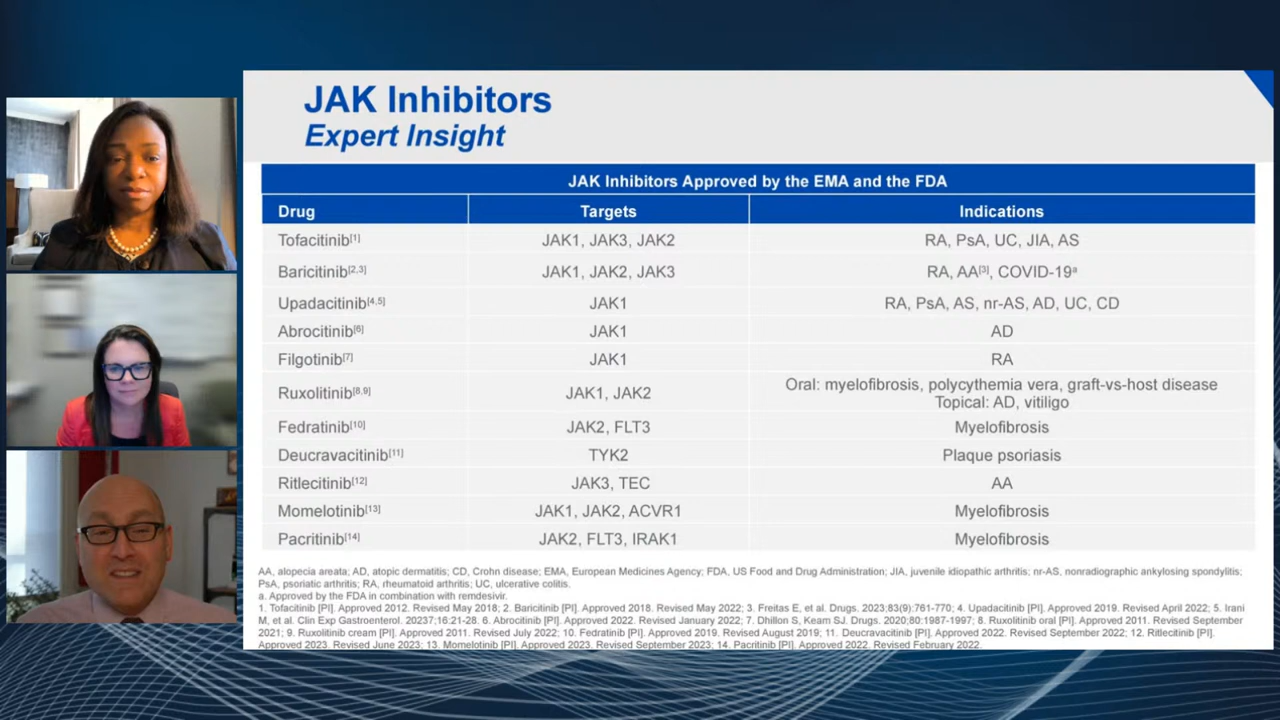 JAK Inhibitors
Expert Insight
JAK Inhibitors Approved by the EMA and the FDA
Drug Targets Indications
Tofacitinib[1] JAK1, JAK3, JAK2 RA, PsA, UC, JIA, AS
Baricitinib[2,3] JAK1, JAK2, JAK3 RA, AA[3], COVID-19a
Upadacitinib[4,5] JAK1 RA, PsA, AS, nr-AS, AD, UC, CD
Abrocitinib[6] JAK1 AD
Filgotinib[7] JAK1 RA
Ruxolitinib[8,9] JAK1, JAK2 Oral: myelofibrosis, polycythemia vera, graft-vs-host disease
Topical: AD, vitiligo
Fedratinib[10] JAK2, FLT3 Myelofibrosis
Deucravacitinib[11] TYK2 Plaque psoriasis
Ritlecitinib[12] JAK3, TEC AA
Momelotinib[13] JAK1, JAK2, ACVR1 Myelofibrosis
Pacritinib[14] JAK2, FLT3, IRAK1 Myelofibrosis
AA, alopecia areata; AD, atopic dermatitis; CD, Crohn disease; EMA, European Medicines Agency; FDA, US Food and Drug Administration; JIA, juvenile idiopathic arthritis; nr-AS, nonradiographic ankylosing spondylitis;
PsA, psoriatic arthritis; RA, rheumatoid arthritis; UC, ulcerative colitis.
a. Approved by the FDA in combination with remdesivir.
1. Tofacitinib [PI]. Approved 2012. Revised May 2018; 2. Baricitinib [PI]. Approved 2018. Revised May 2022; 3. Freitas E, et al. Drugs. 2023;83(9):761-770; 4. Upadacitinib [PI]. Approved 2019. Revised April 2022; 5. Irani
M, et al. Clin Exp Gastroenterol. 20237;16:21-28. 6. Abrocitinib [PI]. Approved 2022. Revised January 2022; 7. Dhillon S, Keam SJ. Drugs. 2020;80:1987-1997; 8. Ruxolitinib oral [PI]. Approved 2011. Revised September
2021; 9. Ruxolitinib cream [PI]. Approved 2011. Revised July 2022; 10. Fedratinib [PI]. Approved 2019. Revised August 2019; 11. Deucravacitinib [PI]. Approved 2022. Revised September 2022; 12. Ritlecitinib [PI].
Approved 2023. Revised June 2023; 13. Momelotinib [PI]. Approved 2023. Revised September 2023; 14. Pacritinib [PI]. Approved 2022. Revised February 2022.